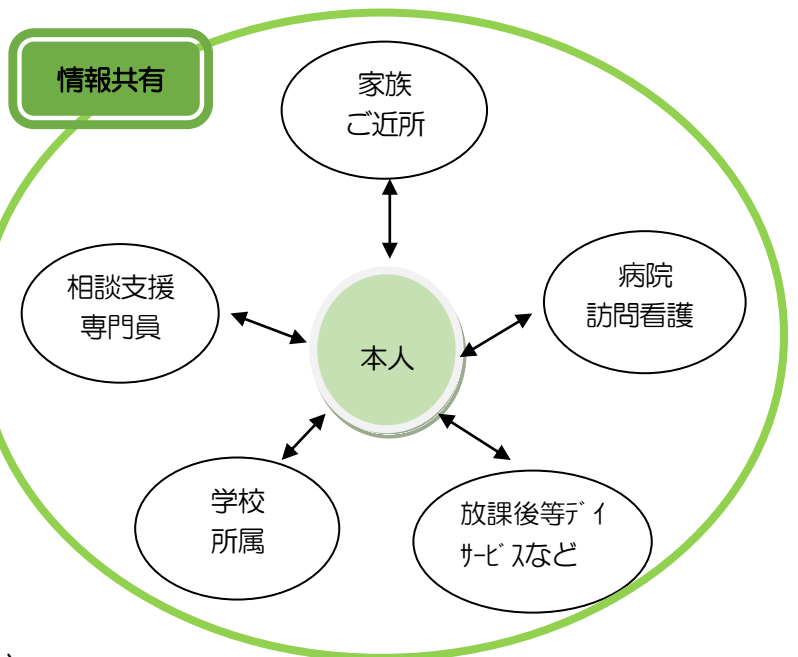 情報共有
家族
ご近所
相談支援
専門員
病院
訪問看護
本人
学校
所属
放課後等ﾃﾞｲ
ｻｰﾋﾞｽなど